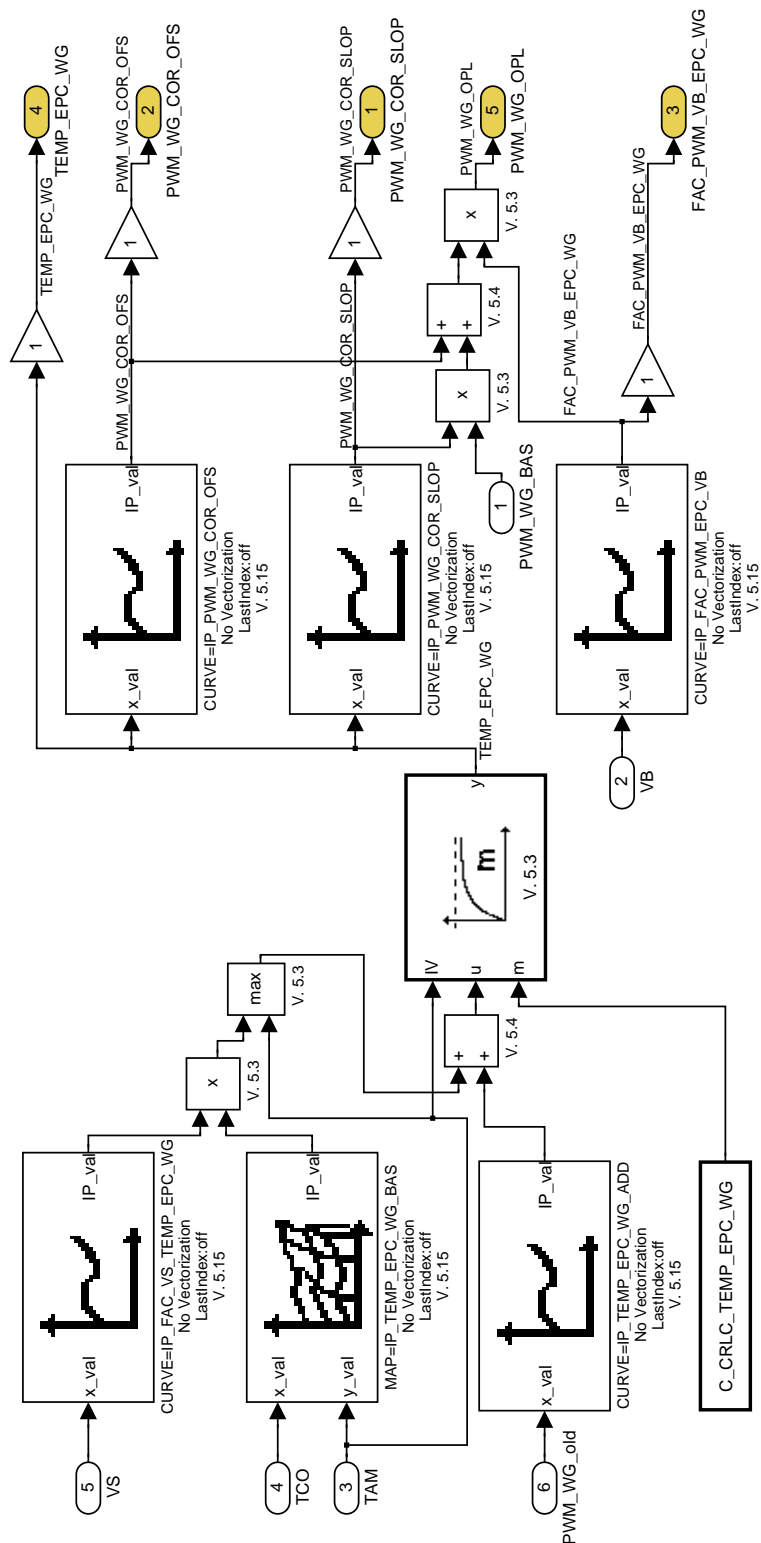 5
VS
x_val
IP_val
CURVE=IP_FAC_VS_TEMP_EPC_WG
No Vectorization
LastIndex:off
V. 5.15
4
TCO
3
TAM
x_val
y_val
IP_val
MAP=IP_TEMP_EPC_WG_BAS
No Vectorization
LastIndex:off
V. 5.15
6
PWM_WG_old
x_val
IP_val
CURVE=IP_TEMP_EPC_WG_ADD
No Vectorization
LastIndex:off
V. 5.15
C_CRLC_TEMP_EPC_WG
x
V. 5.3
max
V. 5.3
+
+
V. 5.4
IV
u
m
y
m
V. 5.3
TEMP_EPC_WG
2
VB
x_val
IP_val
CURVE=IP_PWM_WG_COR_OFS
No Vectorization
LastIndex:off
V. 5.15
x_val
IP_val
CURVE=IP_PWM_WG_COR_SLOP
No Vectorization
LastIndex:off
V. 5.15
x_val
IP_val
CURVE=IP_FAC_PWM_EPC_VB
No Vectorization
LastIndex:off
V. 5.15
1
PWM_WG_BAS
1
TEMP_EPC_WG
4
TEMP_EPC_WG
PWM_WG_COR_OFS
1
PWM_WG_COR_OFS
2
PWM_WG_COR_OFS
PWM_WG_COR_SLOP
1
PWM_WG_COR_SLOP
1
PWM_WG_COR_SLOP
x
V. 5.3
+
+
V. 5.4
x
V. 5.3
PWM_WG_OPL
5
PWM_WG_OPL
FAC_PWM_VB_EPC_WG
1
FAC_PWM_VB_EPC_WG
3
FAC_PWM_VB_EPC_WG